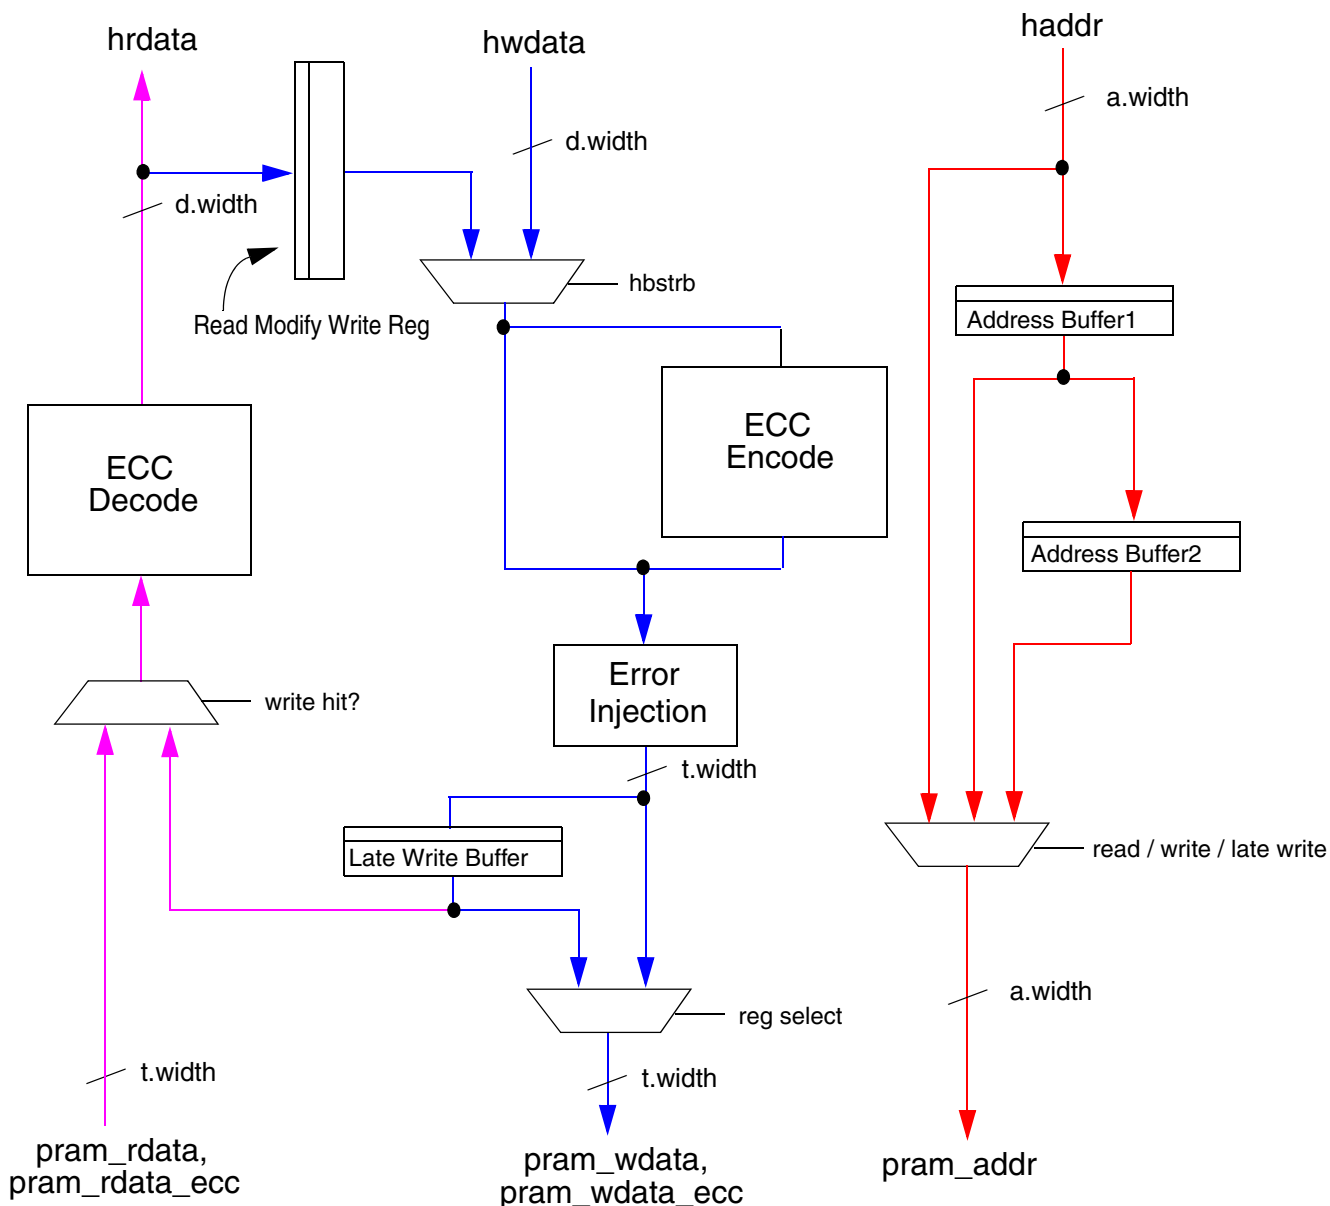 hrdata
hwdata
haddr
a.width
d.width
d.width
hbstrb
Read Modify Write Reg
Address Buffer1
ECC
Encode
ECC
Decode
Address Buffer2
Error
Injection
write hit?
t.width
Late Write Buffer
read / write / late write
a.width
reg select
t.width
t.width
pram_rdata,
pram_rdata_ecc
pram_wdata,
pram_wdata_ecc
pram_addr